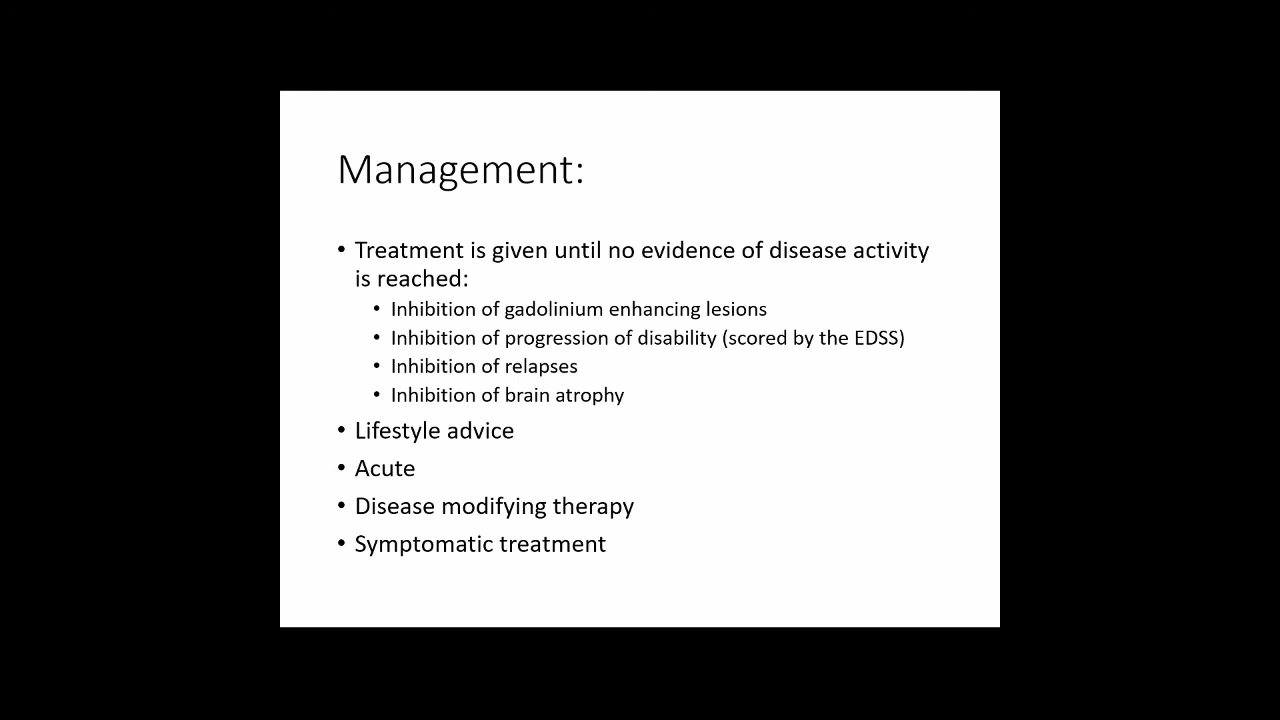 Management:
• Treatment is given until no evidence of disease activity
is reached:
• Inhibition of gadolinium enhancing lesions
• Inhibition of progression of disability (scored by the EDSS)
• Inhibition of relapses
• Inhibition of brain atrophy
• Lifestyle advice
• Acute
• Disease modifying therapy
• Symptomatic treatment